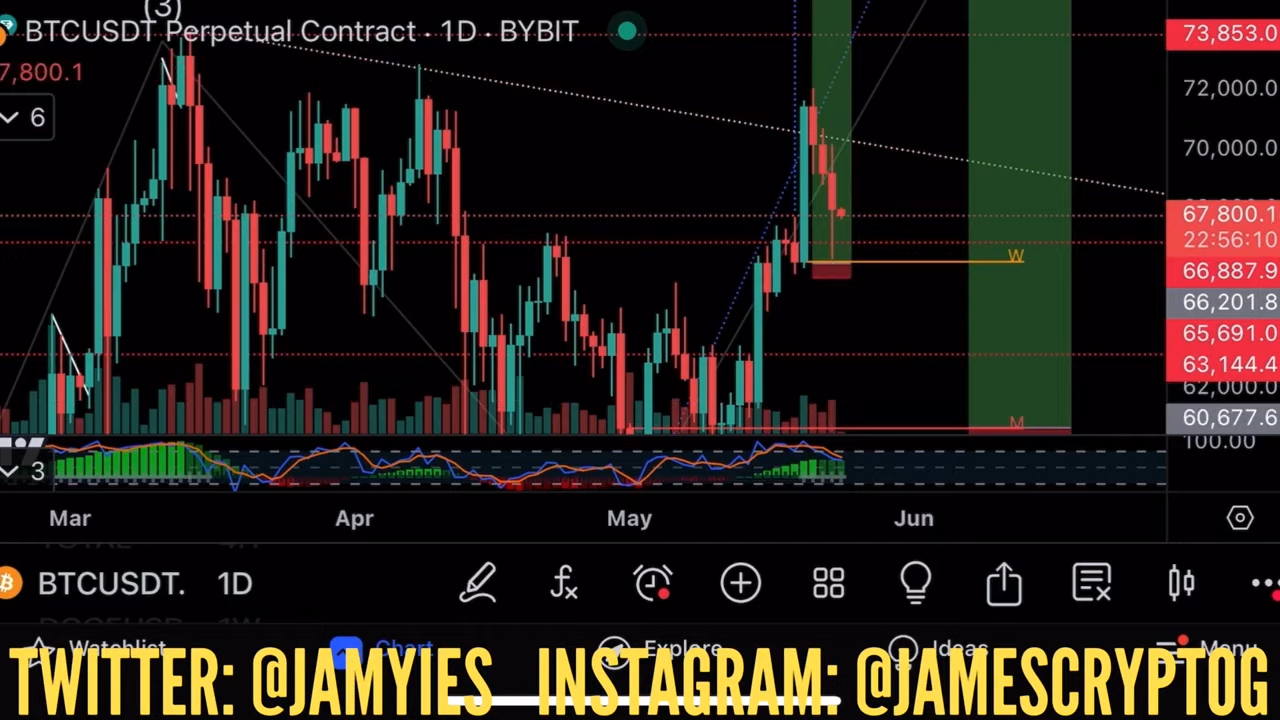 (3)
BTCUSDT Perpetual Contract · 1D · BYBIT
7,800.1
6
73,853.0
72,000.0
70,000.0
67,800.1
22:56:10
66,887.9
66,201.8
65,691.0
63,144.4
62,000.0
60,677.6
100.00
W
M
3
Mar Apr May Jun
BTCUSDT. 1D
Watchlist Chart Explore Ideas Menu
TWITTER: @JAMYIES INSTAGRAM: @JAMESCRYPTOG